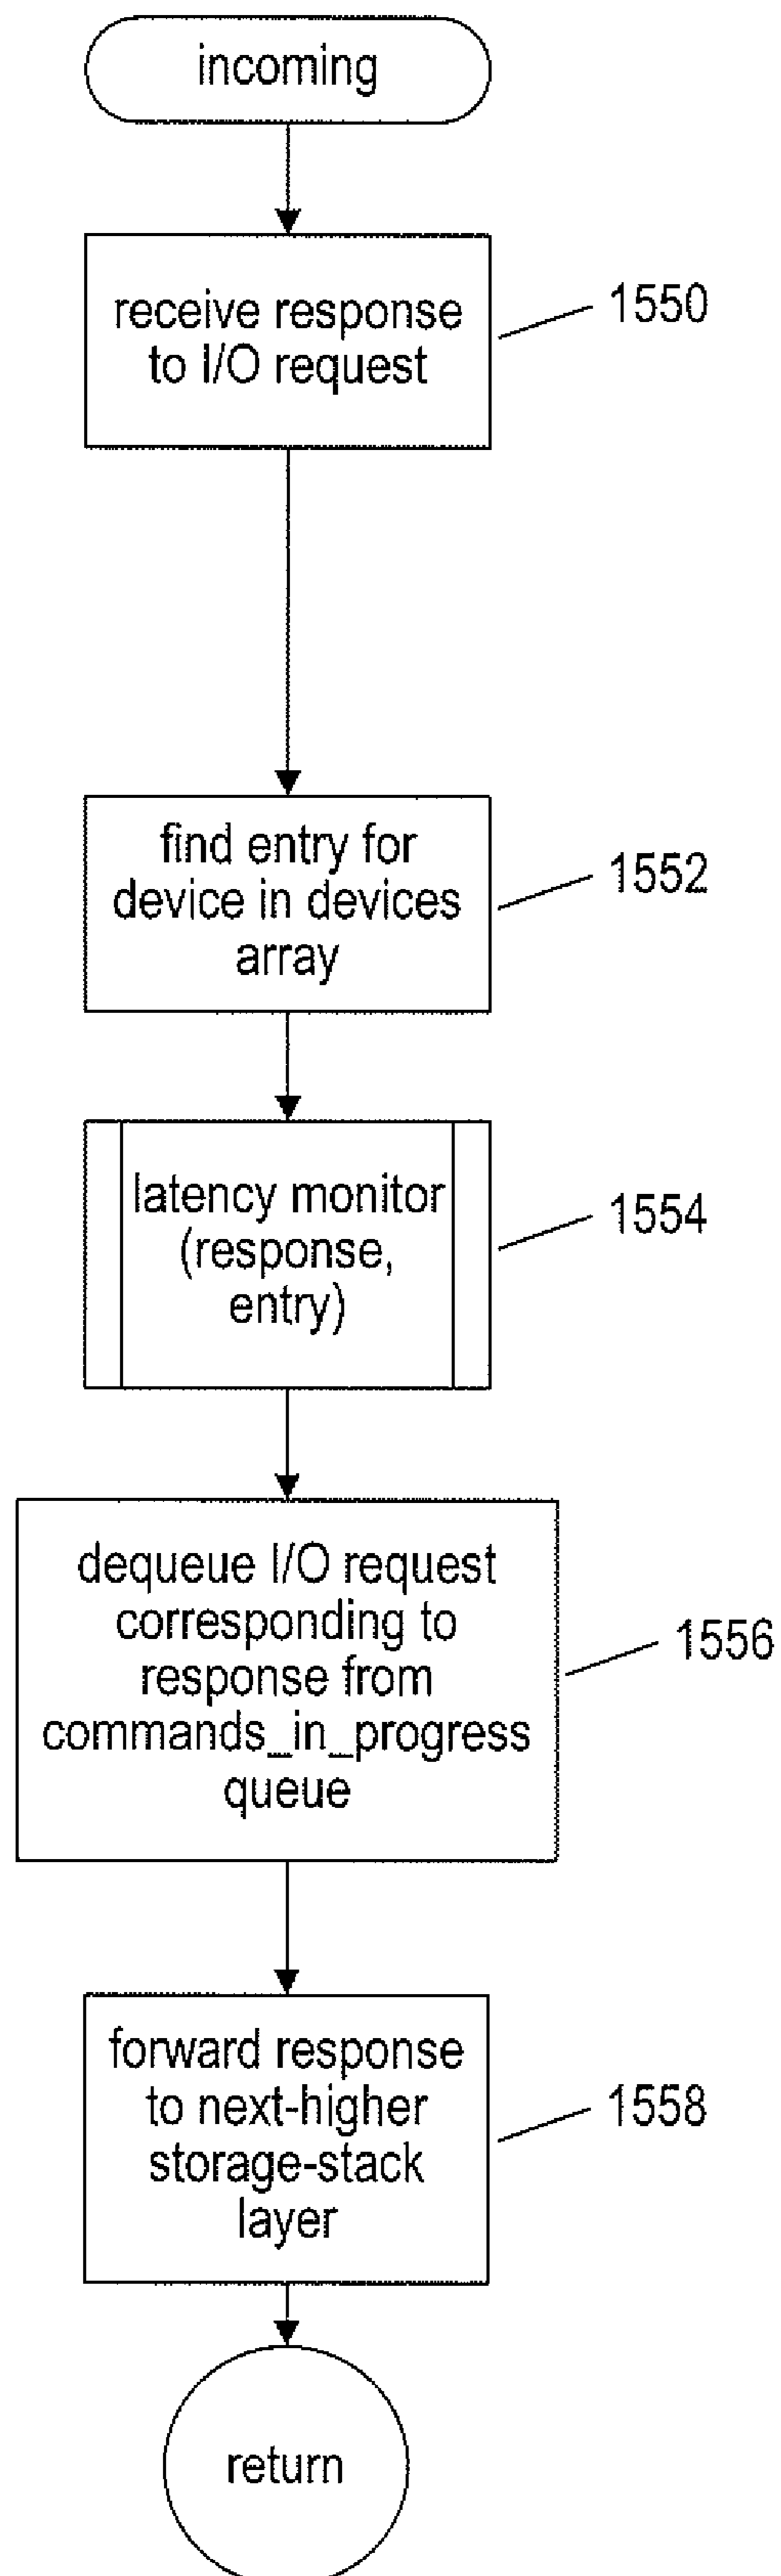 incoming
receive response
to I/O request
1550
find entry for
device in devices
array
1552
latency monitor
(response,
entry)
1554
dequeue I/O request
corresponding to
response from
commands_in_progress
queue
1556
forward response
to next-higher
storage-stack
layer
1558
return